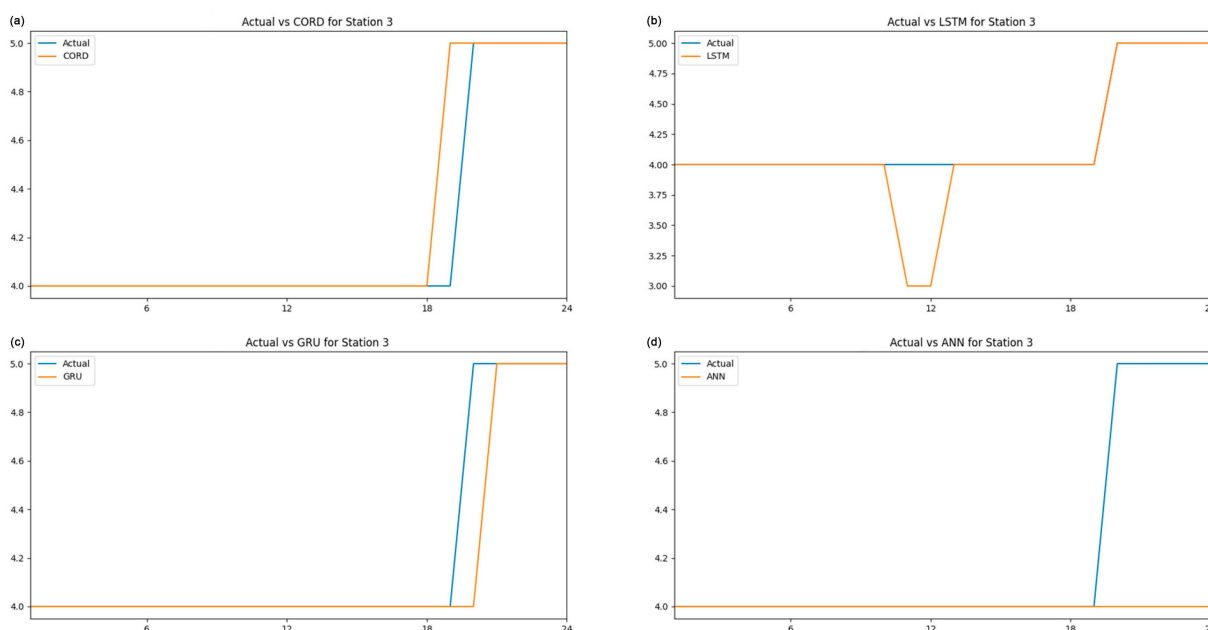 (a)
Actual vs CORD for Station 3
Actual
CORD
5.0
4.8
4.6
4.4
4.2
4.0
6 12 18 24
(b)
Actual vs LSTM for Station 3
Actual
LSTM
5.00
4.75
4.50
4.25
4.00
3.75
3.50
3.25
3.00
6 12 18
(c)
Actual vs GRU for Station 3
Actual
GRU
5.0
4.8
4.6
4.4
4.2
4.0
6 12 18 24
(d)
Actual vs ANN for Station 3
Actual
ANN
5.0
4.8
4.6
4.4
4.2
4.0
6 12 18